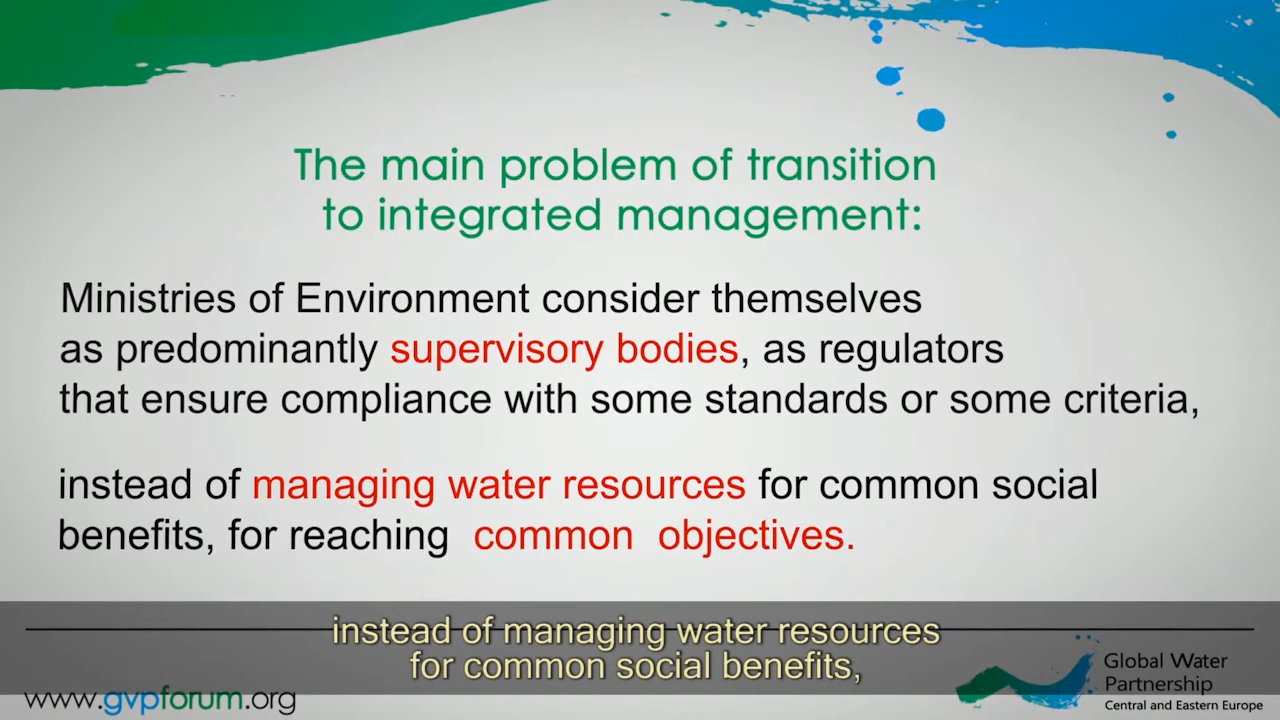 The main problem of transition
to integrated management:
Ministries of Environment consider themselves
as predominantly supervisory bodies, as regulators
that ensure compliance with some standards or some criteria,
instead of managing water resources for common social
benefits, for reaching common objectives.
instead of managing water resources
for common social benefits,
www.gvpforum.org
Global Water
Partnership
Central and Eastern Europe